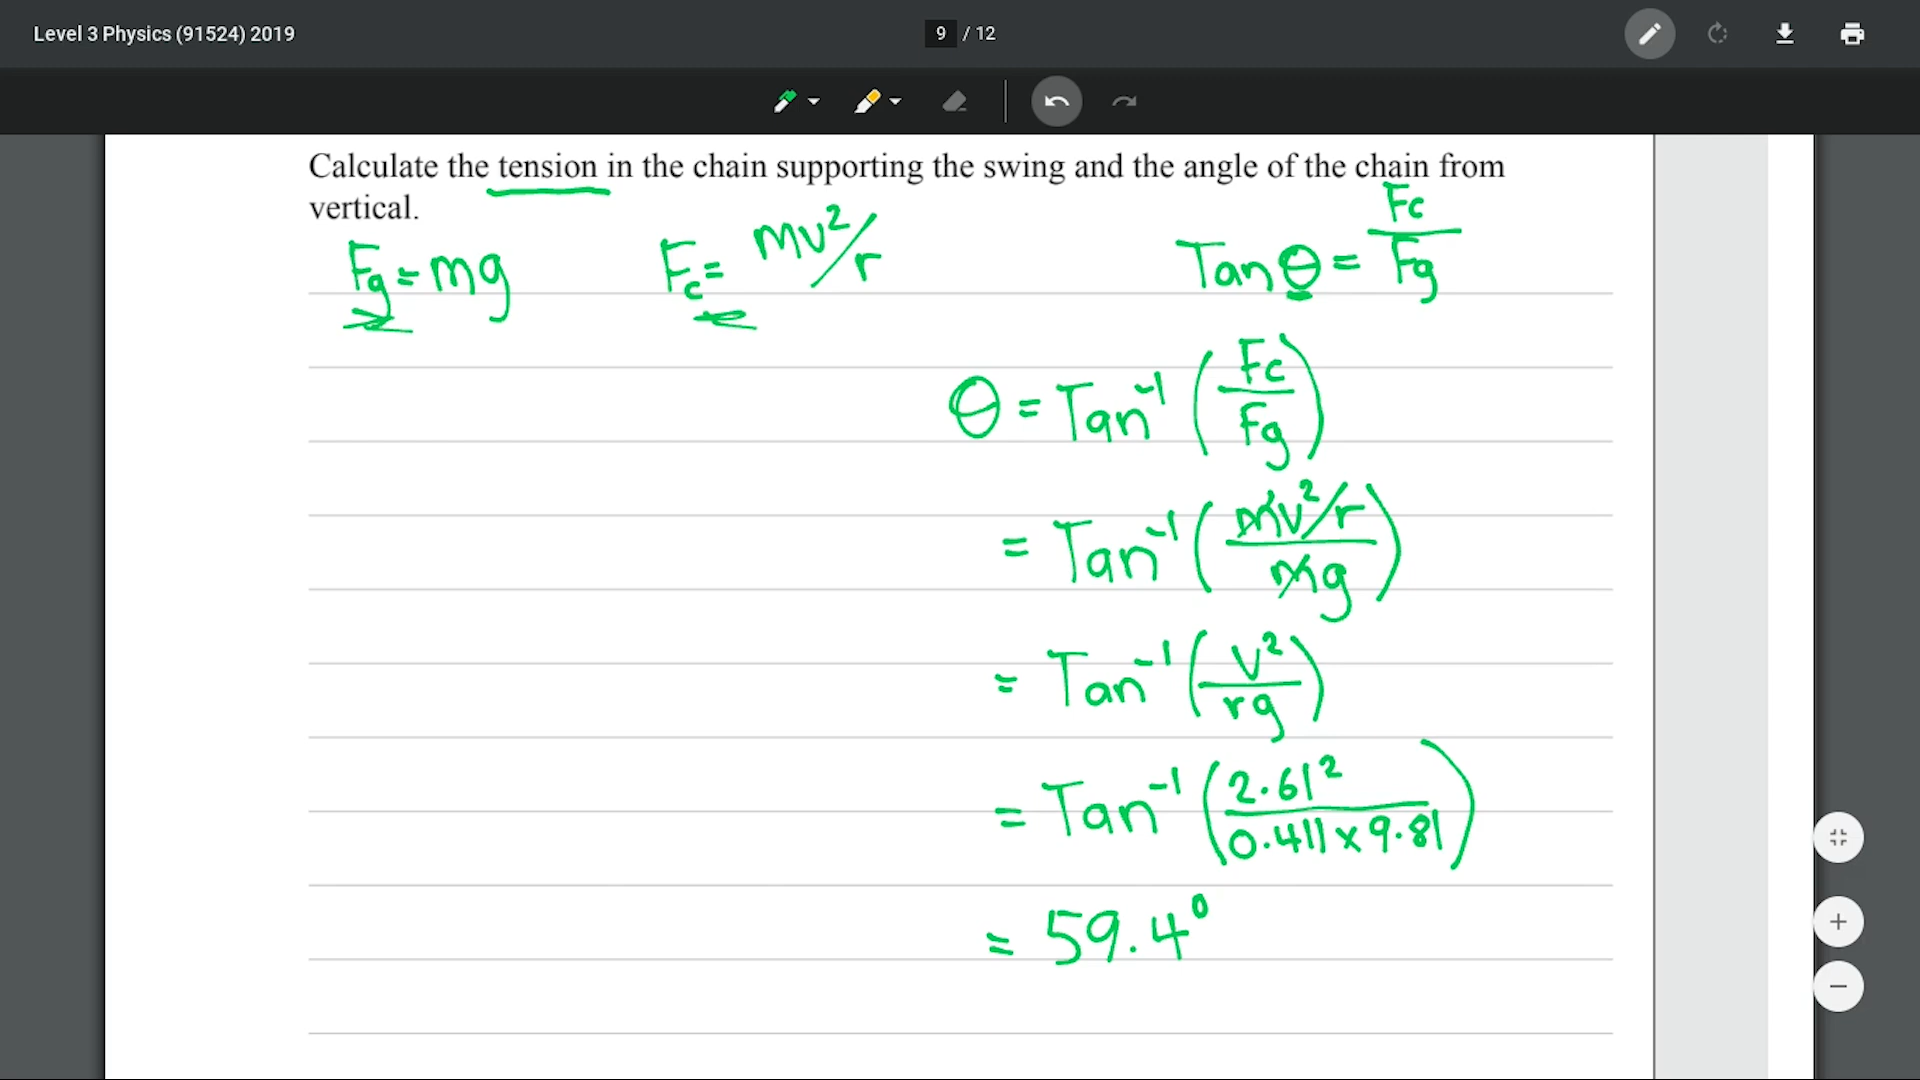 Level 3 Physics (91524) 2019
9 / 12
Calculate the tension in the chain supporting the swing and the angle of the chain from
vertical.
Fg = mg
Fc = mv²/r
Tan θ = Fc/Fg
θ = Tan⁻¹ (Fc/Fg)
= Tan⁻¹ (mv²/r / mg)
= Tan⁻¹ (v²/rg)
= Tan⁻¹ (2.61²/0.411 x 9.81)
= 59.4°